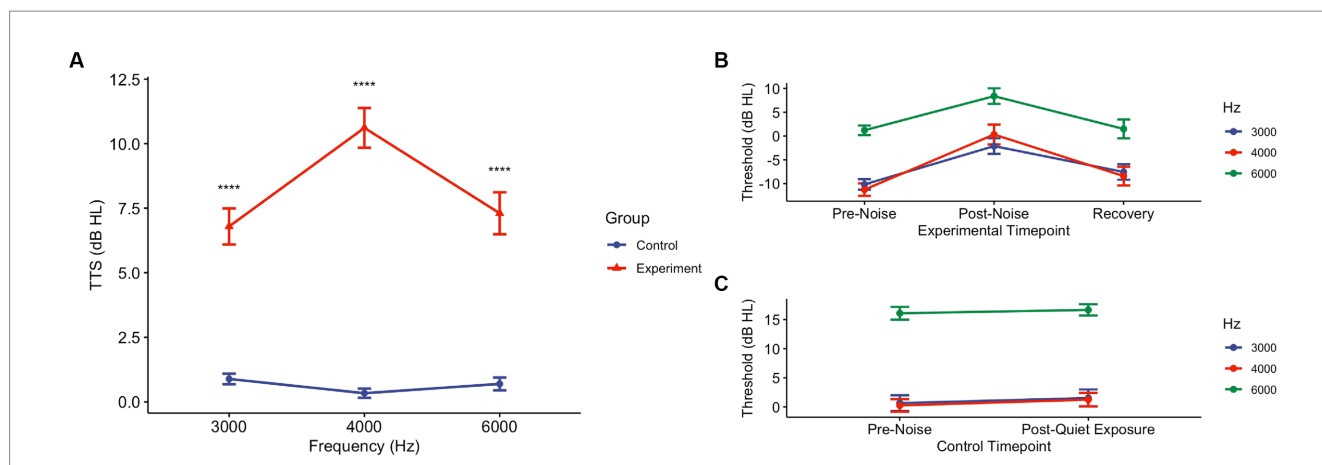 A
TTS (dB HL)
12.5
10.0
7.5
5.0
2.5
0.0
****
****
****
3000
4000
6000
Frequency (Hz)
Group
Control
Experiment
B
Threshold (dB HL)
10
5
0
-5
-10
Pre-Noise
Post-Noise
Recovery
Experimental Timepoint
Hz
3000
4000
6000
C
Threshold (dB HL)
15
10
5
0
Pre-Noise
Post-Quiet Exposure
Control Timepoint
Hz
3000
4000
6000